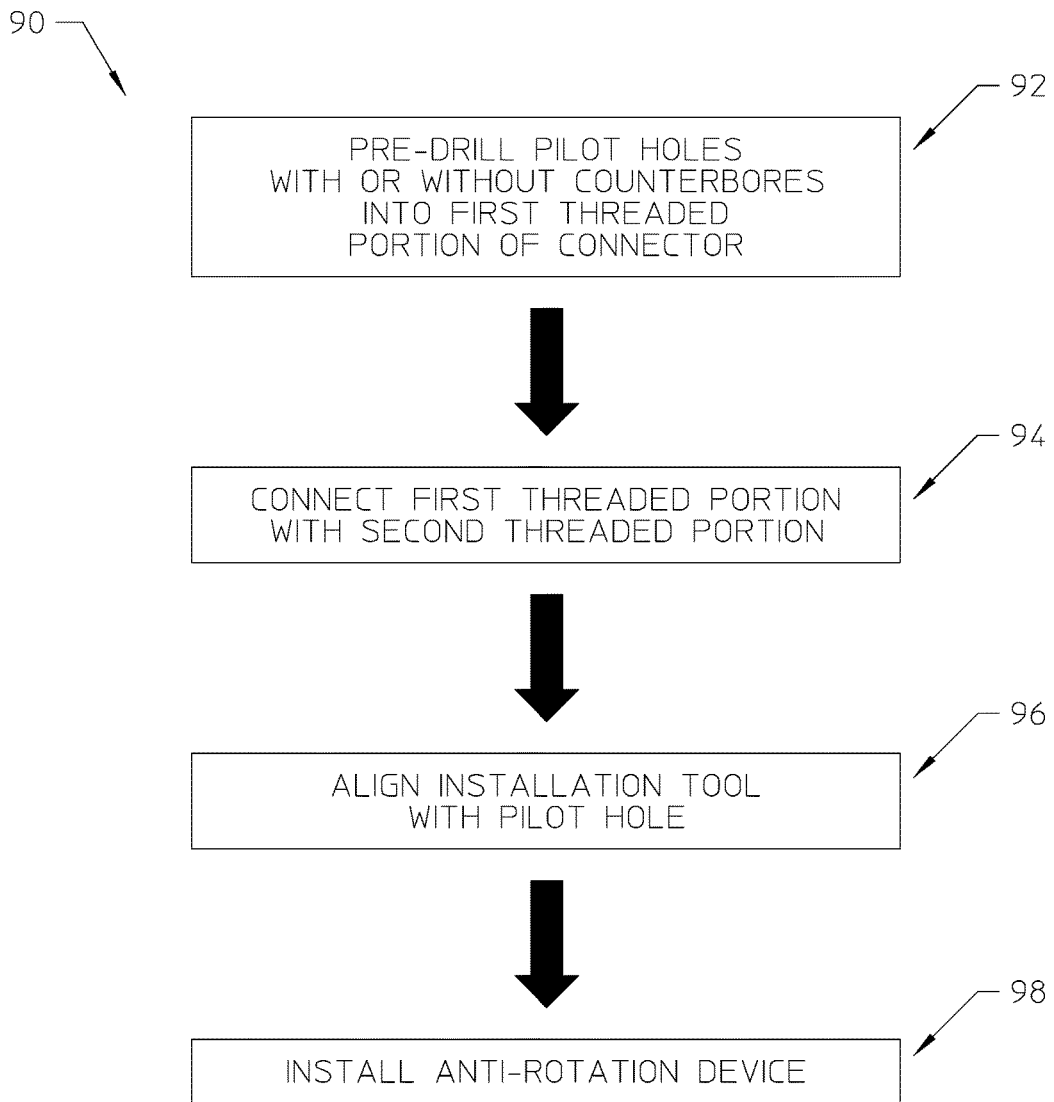 90
92
PRE-DRILL PILOT HOLES
WITH OR WITHOUT COUNTERBORES
INTO FIRST THREADED
PORTION OF CONNECTOR
94
CONNECT FIRST THREADED PORTION
WITH SECOND THREADED PORTION
96
ALIGN INSTALLATION TOOL
WITH PILOT HOLE
98
INSTALL ANTI-ROTATION DEVICE